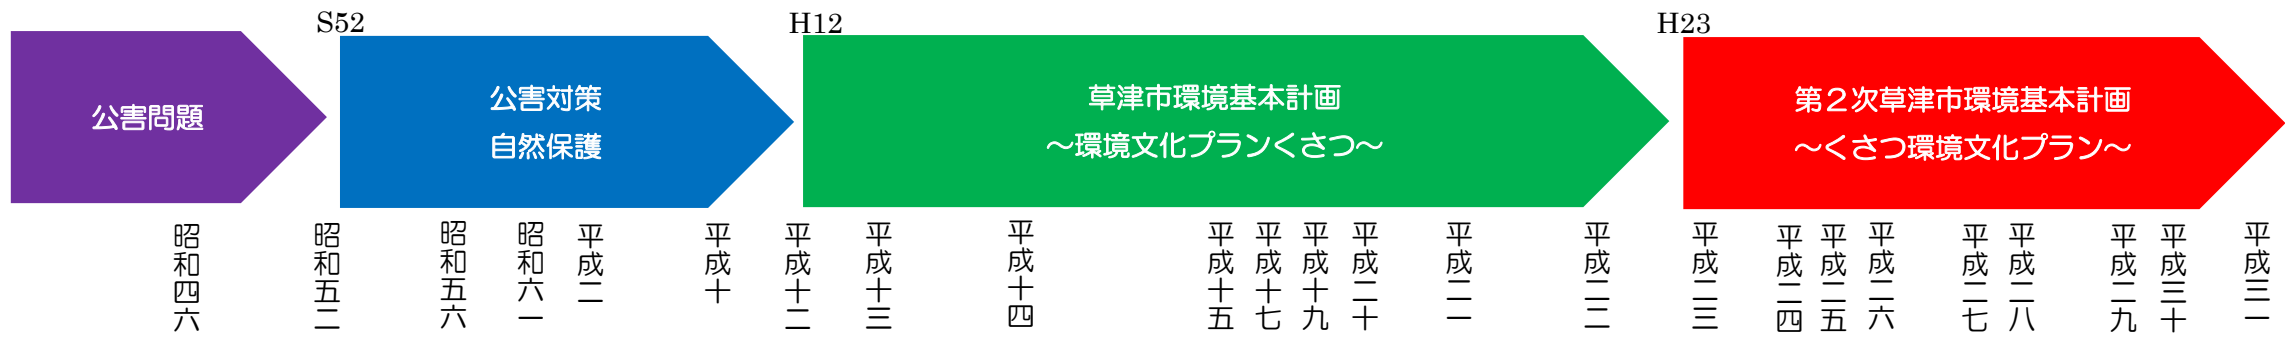 S52
H12
H23
公害問題
公害対策
自然保護
草津市環境基本計画
～環境文化プランくさつ～
第２次草津市環境基本計画
～くさつ環境文化プラン～
昭和四六
昭和五二
昭和五六
昭和六一
平成二
平成十
平成十二
平成十三
平成十四
平成十五
平成十七
平成十九
平成二十
平成二一
平成二二
平成二三
平成二四
平成二五
平成二六
平成二七
平成二八
平成二九
平成三十
平成三一